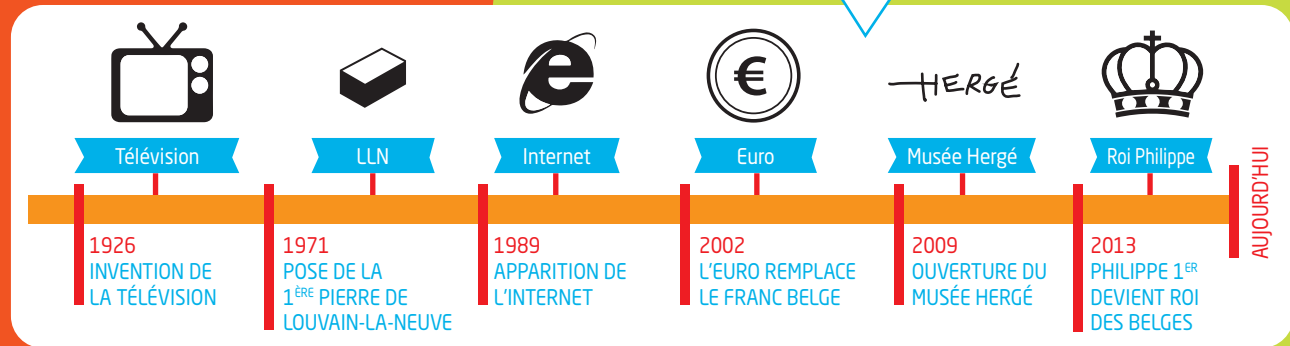 €
HERGÉ
Télévision
LLN
Internet
Euro
Musée Hergé
Roi Philippe
AUJOURD'HUI
1926
INVENTION DE
LA TÉLÉVISION
1971
POSE DE LA
1ÈRE PIERRE DE
LOUVAIN-LA-NEUVE
1989
APPARITION DE
L'INTERNET
2002
L'EURO REMPLACE
LE FRANC BELGE
2009
OUVERTURE DU
MUSÉE HERGÉ
2013
PHILIPPE 1ER
DEVIENT ROI
DES BELGES